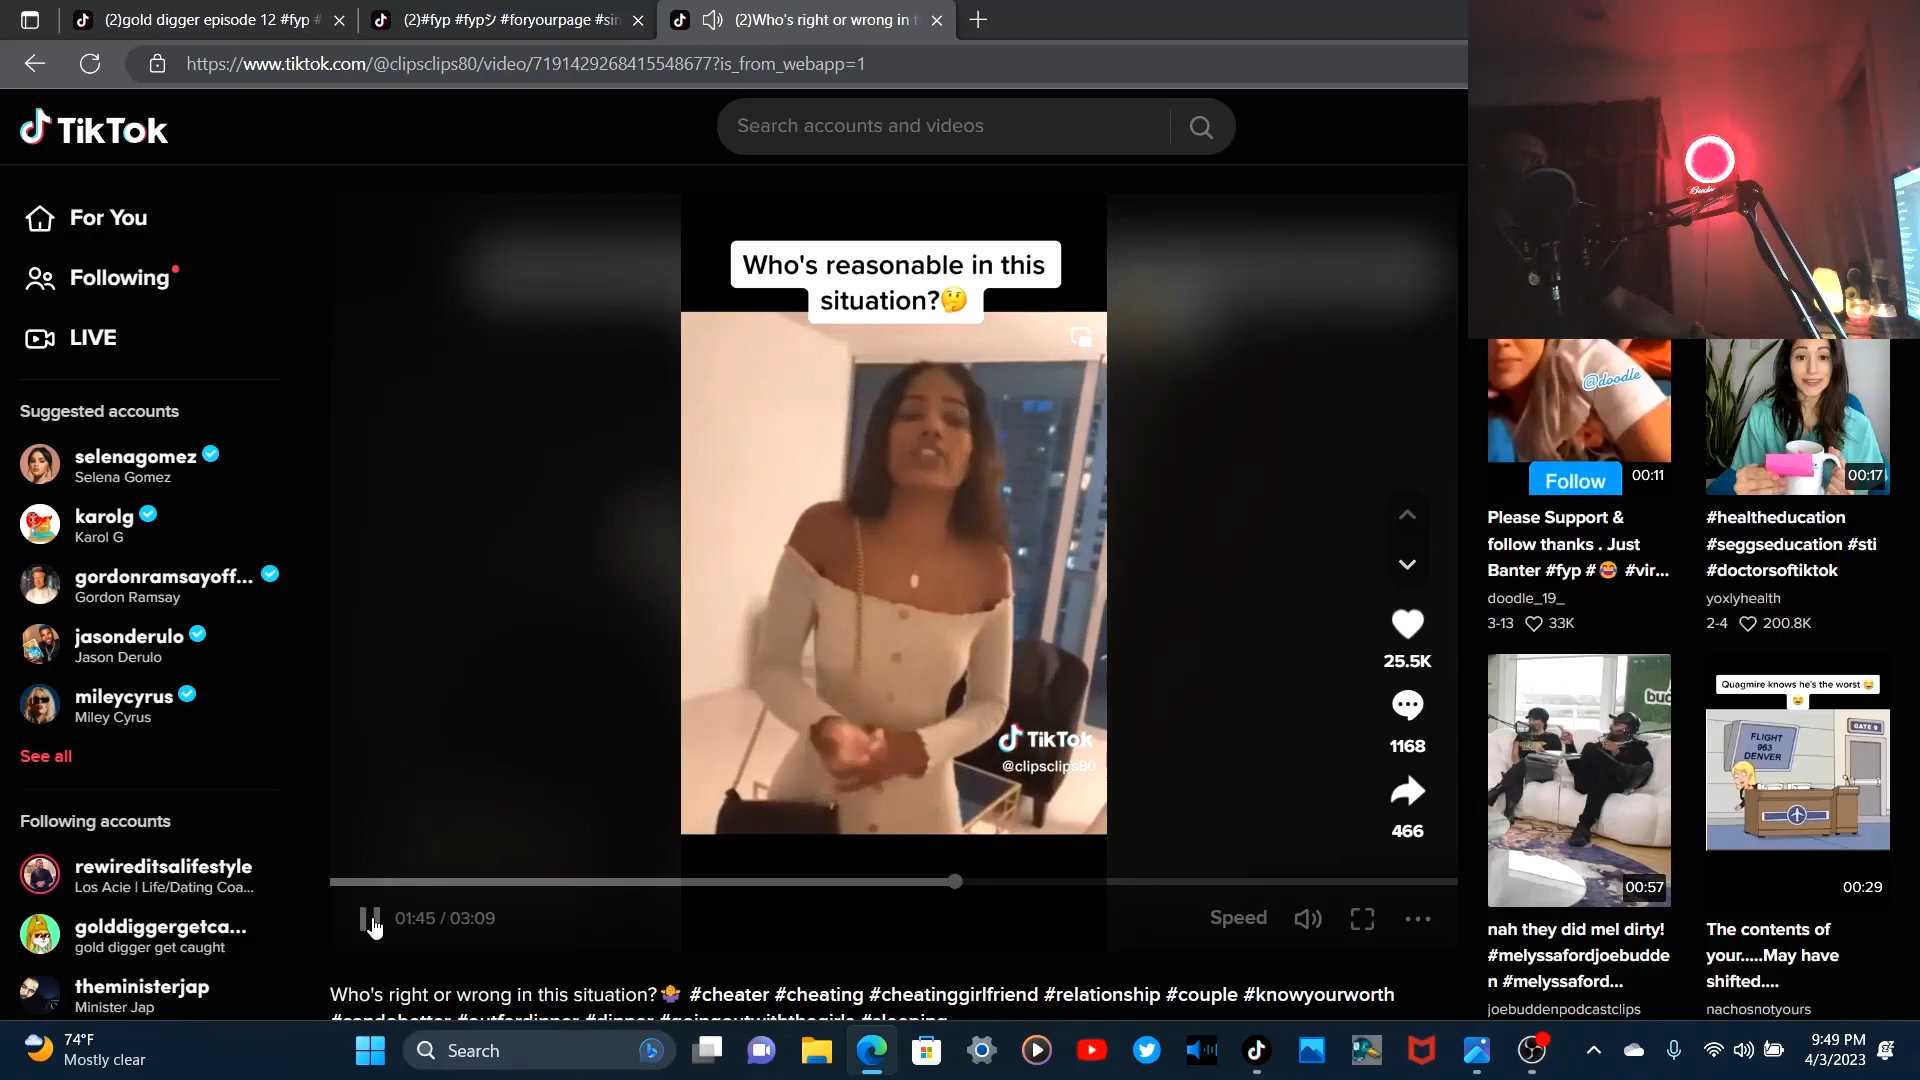 (2)gold digger episode 12 #fyp #
(2)#fyp #fypシ #foryourpage #sin
(2)Who's right or wrong in t
https://www.tiktok.com/@clipsclips80/video/7191429268415548677?is_from_webapp=1
TikTok
Search accounts and videos
For You
Following
LIVE
Suggested accounts
selenagomez
Selena Gomez
karolg
Karol G
gordonramsayoff...
Gordon Ramsay
jasonderulo
Jason Derulo
mileycyrus
Miley Cyrus
See all
Following accounts
rewireditsalifestyle
Los Acie | Life/Dating Coa...
golddiggergetca...
gold digger get caught
theministerjap
Minister Jap
Who's reasonable in this
situation?🤔
TikTok
@clipsclips80
25.5K
1168
466
01:45 / 03:09
Speed
Who's right or wrong in this situation?🤷‍♀️ #cheater #cheating #cheatinggirlfriend #relationship #couple #knowyourworth
#candobetter #outfordinner #dinner #goingoutwiththegirls #sleeping
@doodle
Follow
00:11
Please Support &
follow thanks . Just
Banter #fyp #😂 #vir...
doodle_19_
3-13 33K
00:17
#healtheducation
#seggseducation #sti
#doctorsoftiktok
yoxlyhealth
2-4 200.8K
00:57
nah they did mel dirty!
#melyssafordjoebudde
n #melyssaford...
joebuddenpodcastclips
Quagmire knows he's the worst 😂
😂
FLIGHT
963
DENVER
GATE 9
00:29
The contents of
your.....May have
shifted....
nachosnotyours
74°F
Mostly clear
Search
9:49 PM
4/3/2023